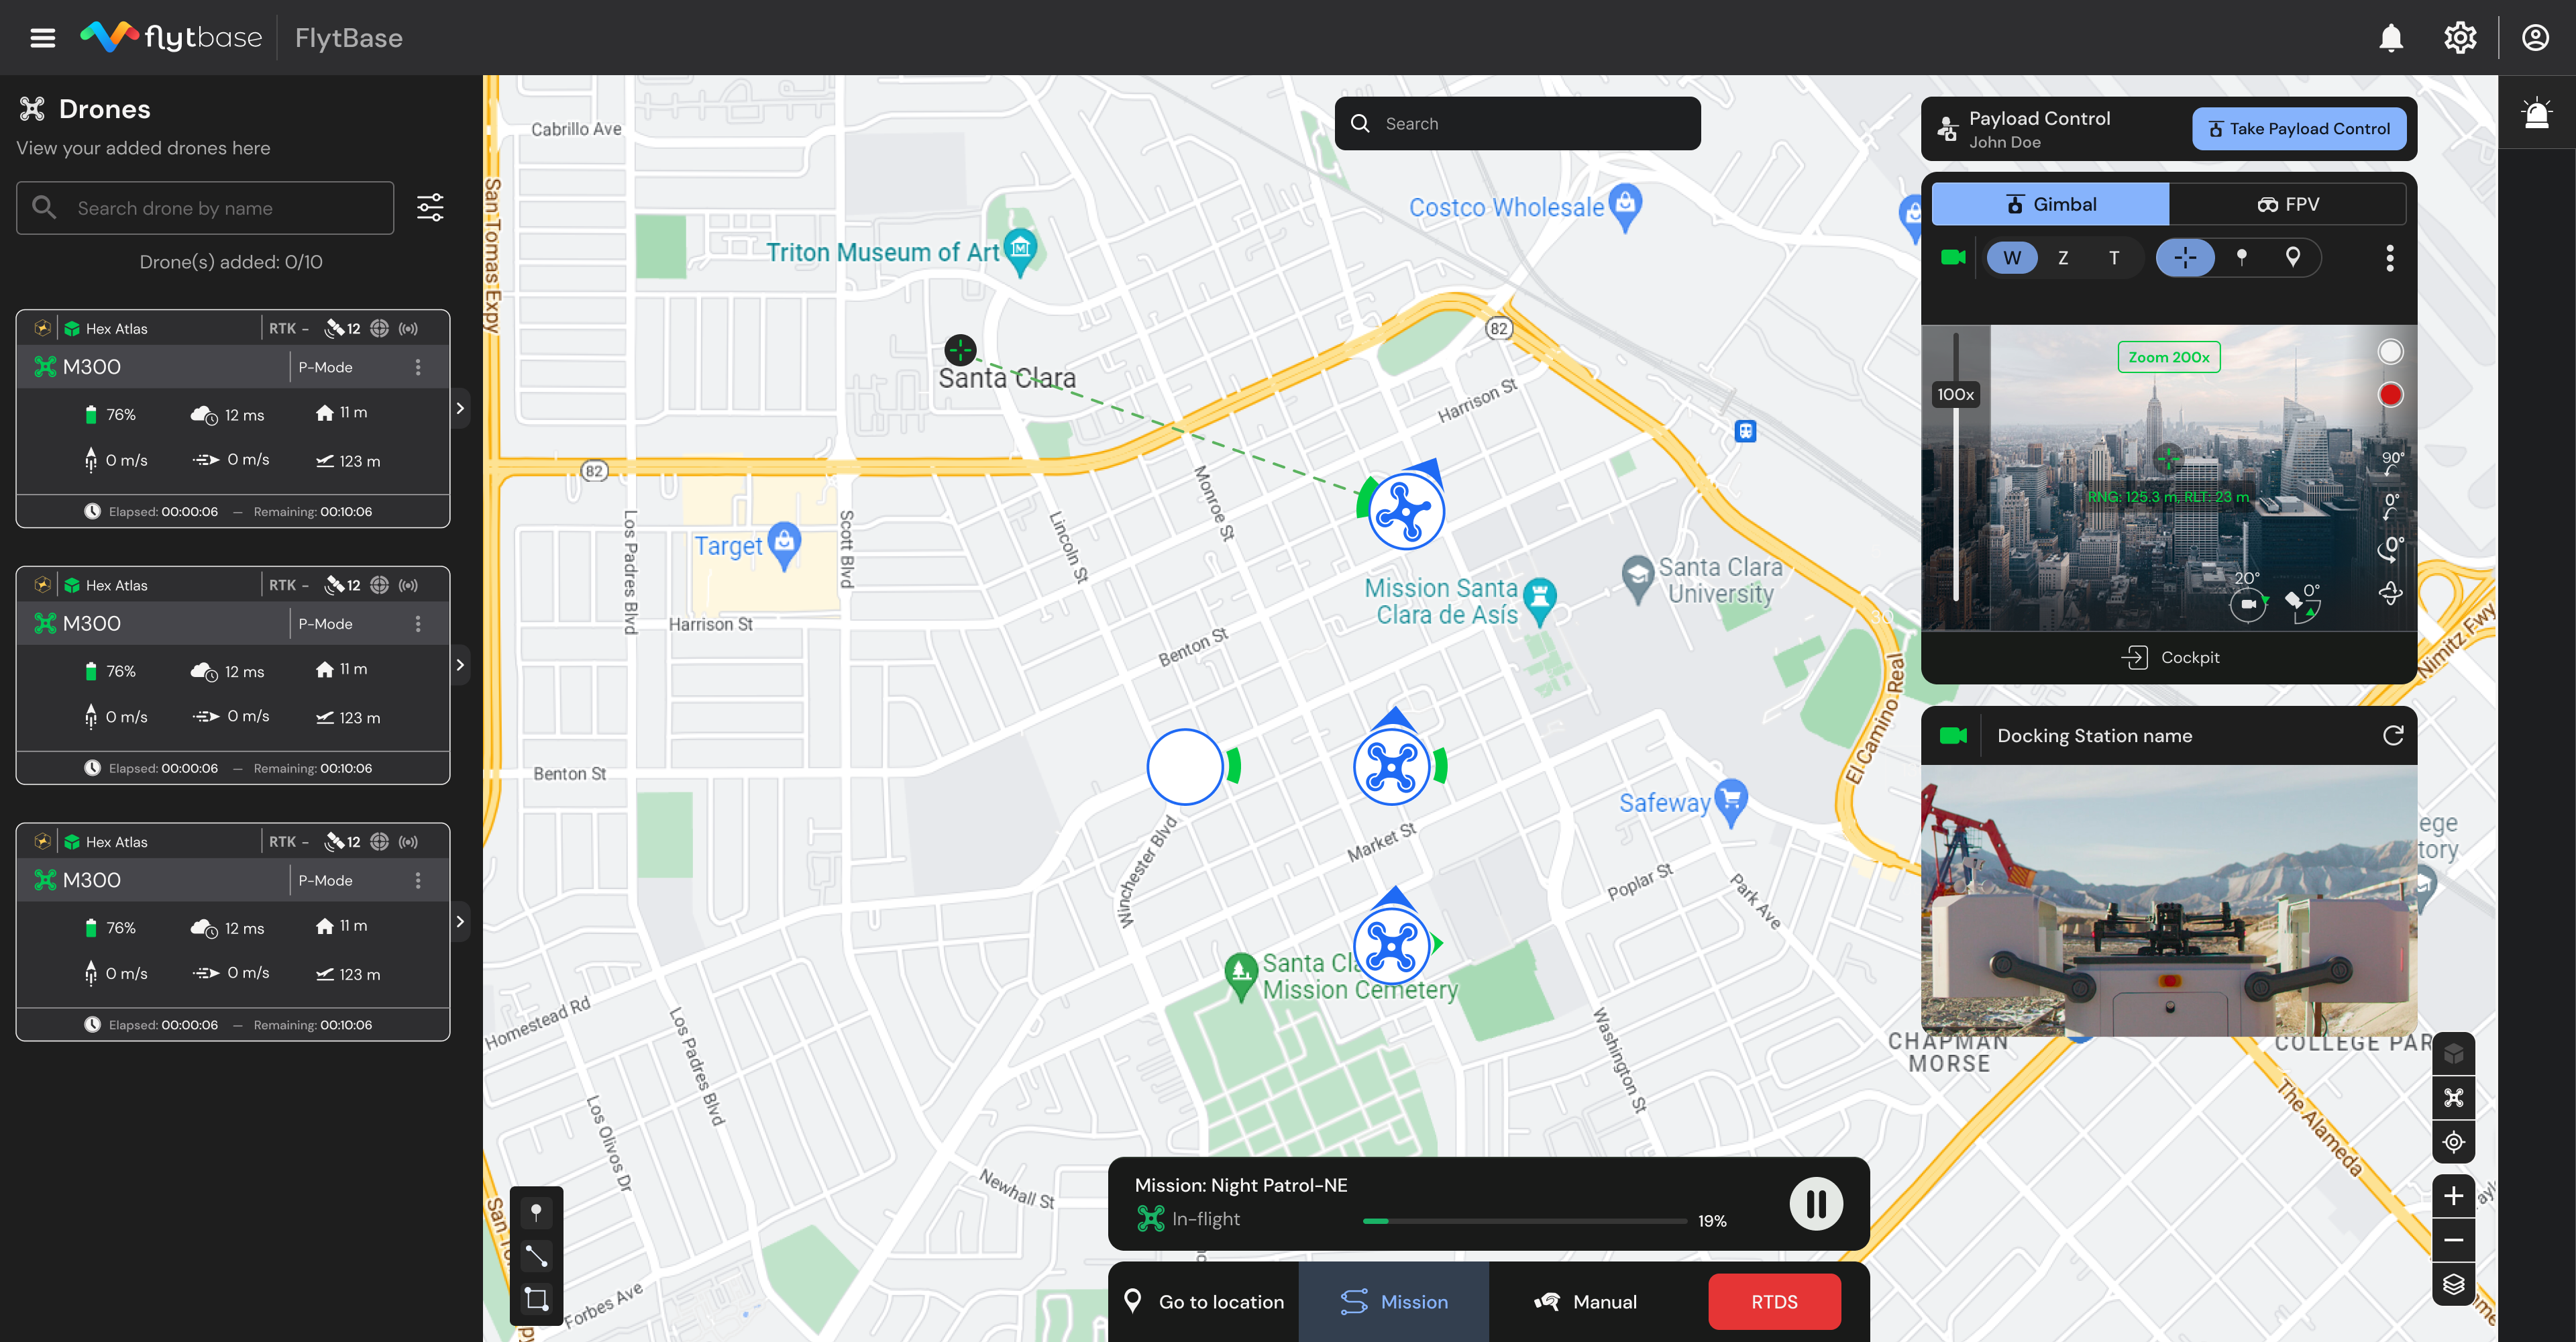 flytbase
FlytBase
Drones
View your added drones here
Search drone by name
Drone(s) added: 0/10
Hex Atlas
RTK -
12
M300
P-Mode
76%
12 ms
11 m
0 m/s
0 m/s
123 m
Elapsed: 00:00:06 — Remaining: 00:10:06
Hex Atlas
RTK -
12
M300
P-Mode
76%
12 ms
11 m
0 m/s
0 m/s
123 m
Elapsed: 00:00:06 — Remaining: 00:10:06
Hex Atlas
RTK -
12
M300
P-Mode
76%
12 ms
11 m
0 m/s
0 m/s
123 m
Elapsed: 00:00:06 — Remaining: 00:10:06
Search
Cabrillo Ave
San Tomas Expy
Triton Museum of Art
Costco Wholesale
82
Santa Clara
Harrison St
82
Monroe St
Lincoln St
Scott Blvd
Los Padres Blvd
Target
Harrison St
Mission Santa
Clara de Asís
Santa Clara
University
30
Benton St
El Camino Real
Nimitz Fwy
Benton St
Safeway
Market St
Winchester Blvd
Poplar St
Park Ave
Santa Cla
Mission Cemetery
Homestead Rd
Los Padres Blvd
Washington St
CHAPMAN
MORSE
COLLEGE PAR
ege
tory
The Alameda
Los Olivos Dr
Newhall St
Forbes Ave
Payload Control
John Doe
Take Payload Control
Gimbal
FPV
W
Z
T
Zoom 200x
100x
RNG: 125.3 m, RLT: 23 m
90°
0°
0°
20°
0°
Cockpit
Docking Station name
Mission: Night Patrol-NE
In-flight
19%
Go to location
Mission
Manual
RTDS